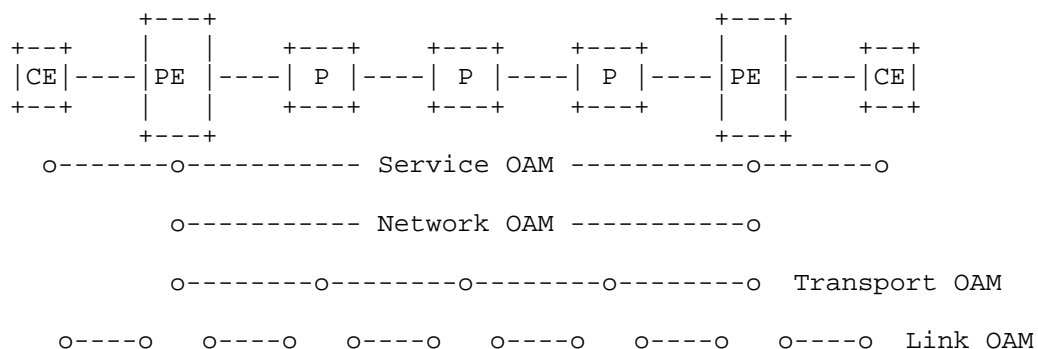 CE PE P P P PE CE
Service OAM
Network OAM
Transport OAM
Link OAM